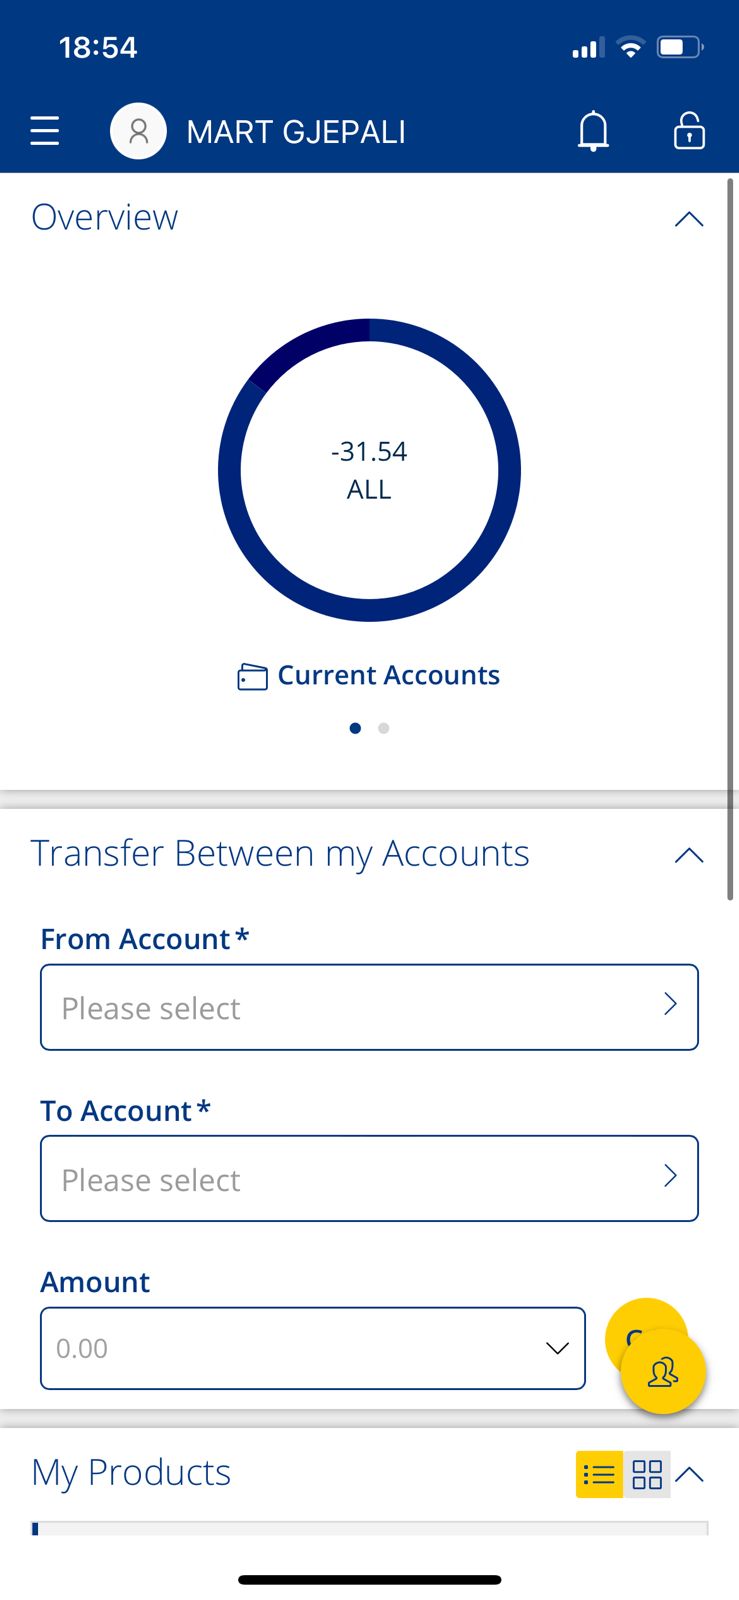 18:54
MART GJEPALI
Overview
-31.54
ALL
Current Accounts
Transfer Between my Accounts
From Account*
Please select
To Account*
Please select
Amount
0.00
My Products